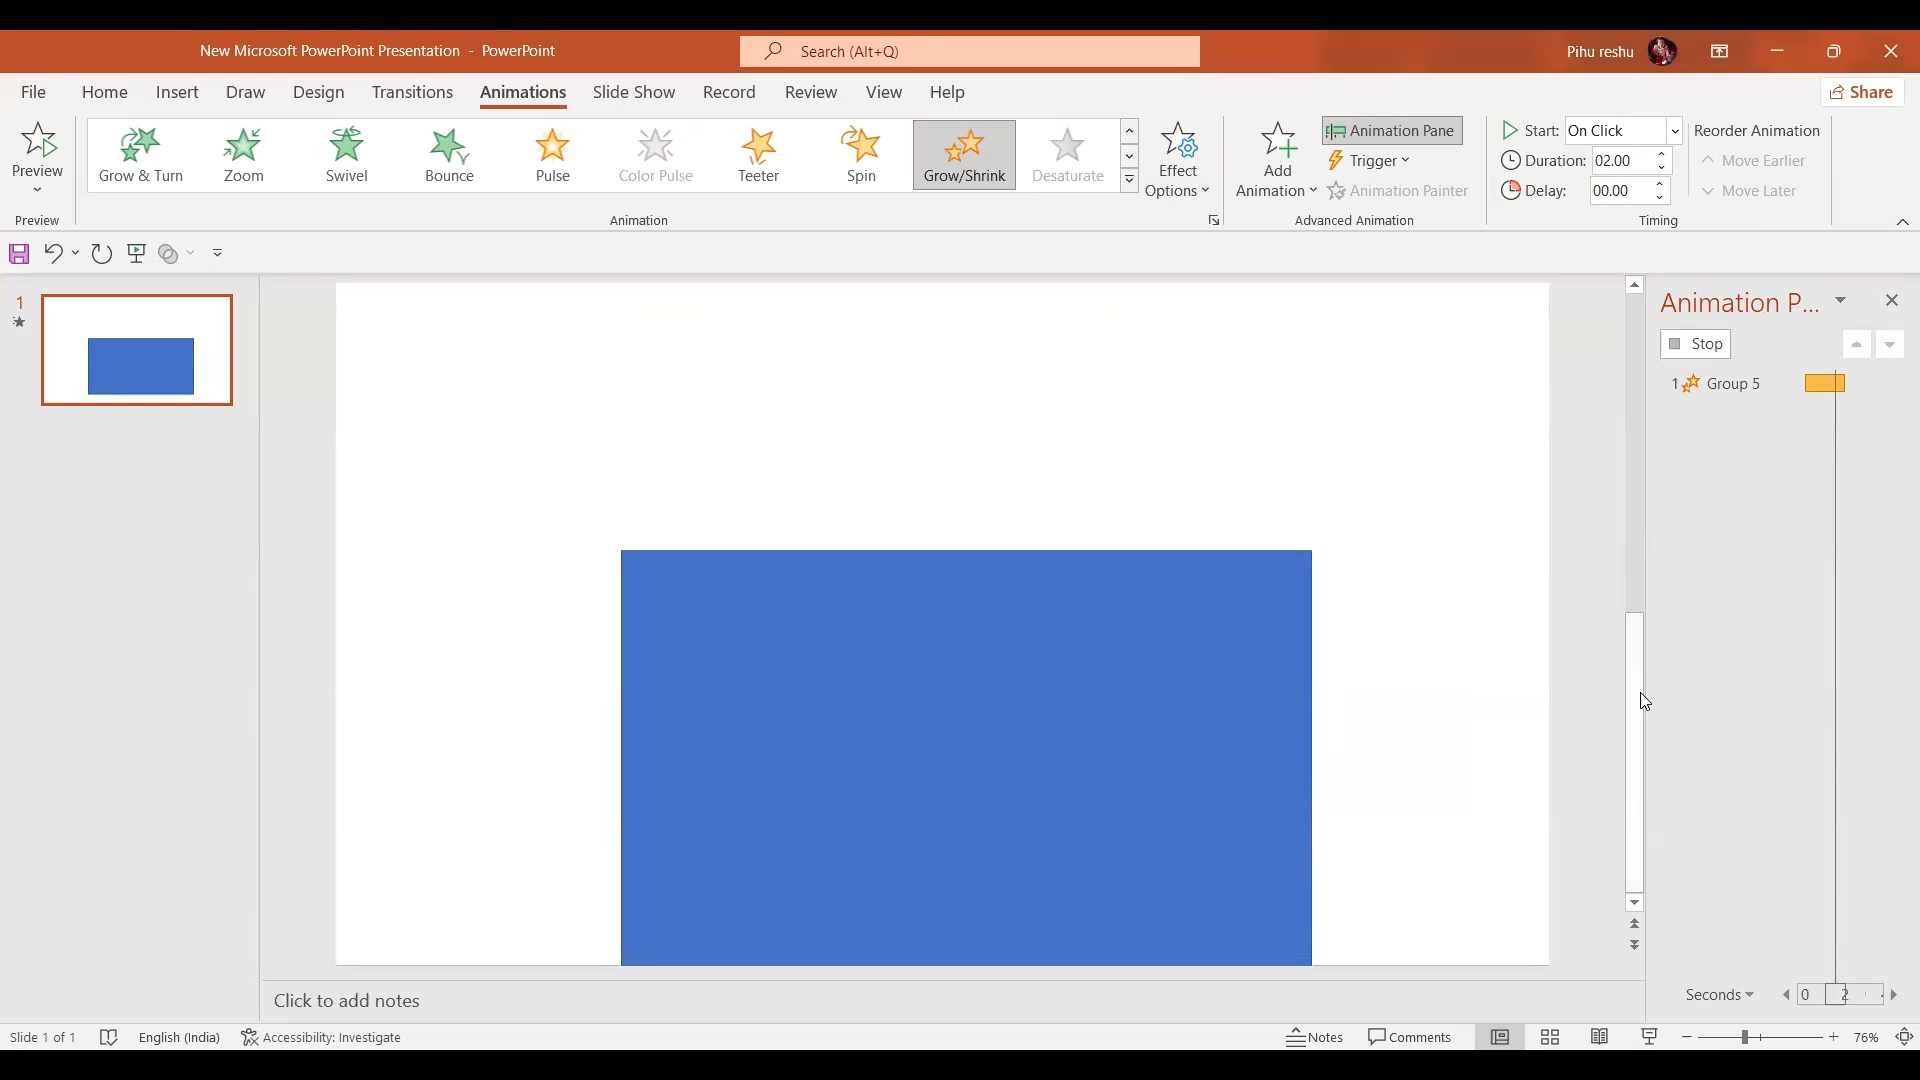 New Microsoft PowerPoint Presentation - PowerPoint
Search (Alt+Q)
Pihu reshu
File Home Insert Draw Design Transitions Animations Slide Show Record Review View Help
Share
Preview
Grow & Turn Zoom Swivel Bounce Pulse Color Pulse Teeter Spin Grow/Shrink Desaturate
Effect Options
Add Animation
Animation Pane
Trigger
Animation Painter
Start: On Click
Duration: 02.00
Delay: 00.00
Reorder Animation
Move Earlier
Move Later
Preview Animation Advanced Animation Timing
1
Animation P...
Stop
1 Group 5
Seconds 0 2
Click to add notes
Slide 1 of 1 English (India) Accessibility: Investigate Notes Comments 76%